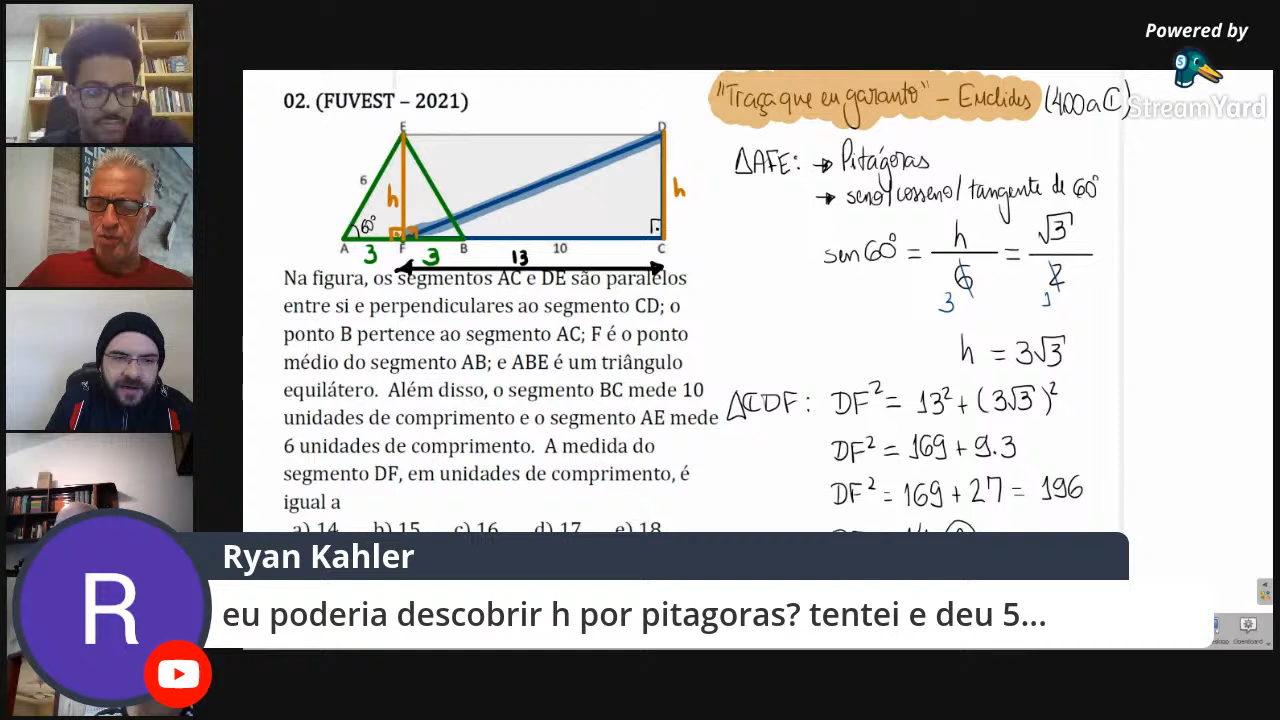 Powered by
StreamYard
02. (FUVEST – 2021)
E
D
6
h
h
60°
A
F
B
10
C
3
3
13
Na figura, os segmentos AC e DE são paralelos
entre si e perpendiculares ao segmento CD; o
ponto B pertence ao segmento AC; F é o ponto
médio do segmento AB; e ABE é um triângulo
equilátero. Além disso, o segmento BC mede 10
unidades de comprimento e o segmento AE mede
6 unidades de comprimento. A medida do
segmento DF, em unidades de comprimento, é
igual a
a) 14 b) 15 c) 16 d) 17 e) 18
"Traça que eu garanto" – Euclides (400 a C)
ΔAFE: → Pitágoras
→ seno/cosseno/tangente de 60°
sen 60° = h/6 = √3/2
3 1
h = 3√3
ΔCDF: DF² = 13² + (3√3)²
DF² = 169 + 9.3
DF² = 169 + 27 = 196
R
Ryan Kahler
eu poderia descobrir h por pitagoras? tentei e deu 5...